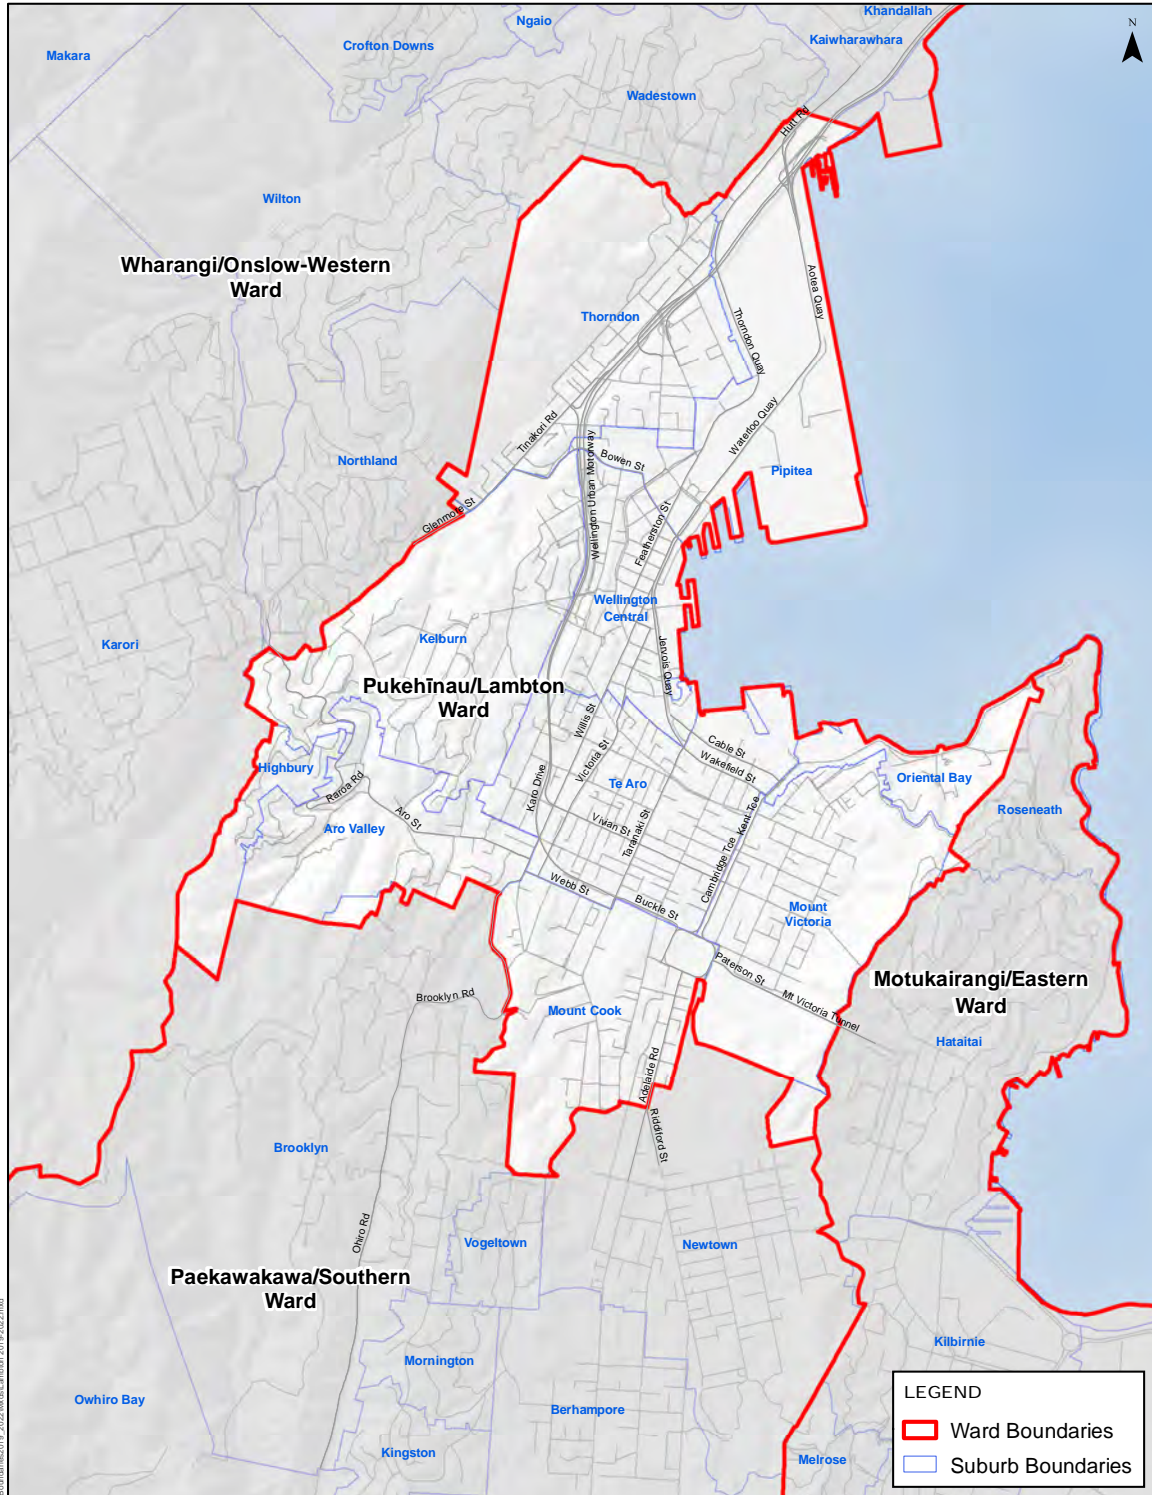 Khandallah
Ngaio
N
Kaiwharawhara
Crofton Downs
Makara
Wadestown
Hutt Rd
Wilton
Wharangi/Onslow-Western
Ward
Aotea Quay
Thorndon
Thorndon Quay
Tinakori Rd
Waterloo Quay
Wellington Urban Motorway
Bowen St
Northland
Pipitea
Glenmore St
Featherston St
Wellington
Central
Kelburn
Karori
Jervois Quay
Pukehīnau/Lambton
Ward
Willis St
Victoria St
Cable St
Wakefield St
Highbury
Raroa Rd
Karo Drive
Te Aro
Oriental Bay
Roseneath
Aro St
Aro Valley
Vivian St
Taranaki St
Kent Tce
Cambridge Tce
Webb St
Buckle St
Mount
Victoria
Paterson St
Mt Victoria Tunnel
Motukairangi/Eastern
Ward
Brooklyn Rd
Mount Cook
Hataitai
Adelaide Rd
Riddiford St
Brooklyn
Ohiro Rd
Vogeltown
Newtown
Paekawakawa/Southern
Ward
Kilbirnie
Mornington
Owhiro Bay
Berhampore
Kingston
Melrose
LEGEND
Ward Boundaries
Suburb Boundaries